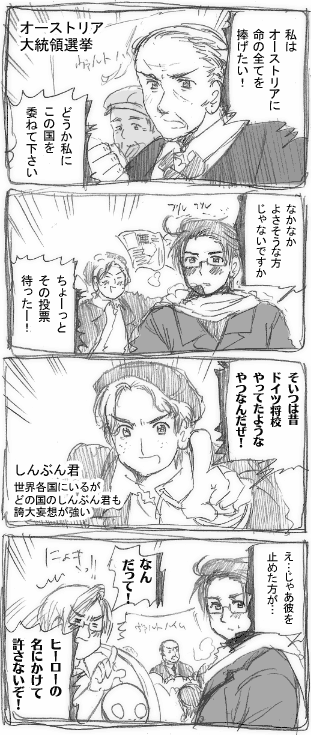 オーストリア
大統領選挙
私は
オーストリアに
命の全てを
捧げたい!
どうか私に
この国を
委ねて下さい
なかなか
よさそうな方
じゃないですか
ちょーっと
その投票
待ったー!
そいつは昔
ドイツ将校
やってたような
やつなんだぜ!
しんぶん君
世界各国にいるが
どの国のしんぶん君も
誇大妄想が強い
え…じゃあ彼を
止めた方が…
にょきっ
なん
だって!
ヒーローの
名にかけて
許さないぞ!